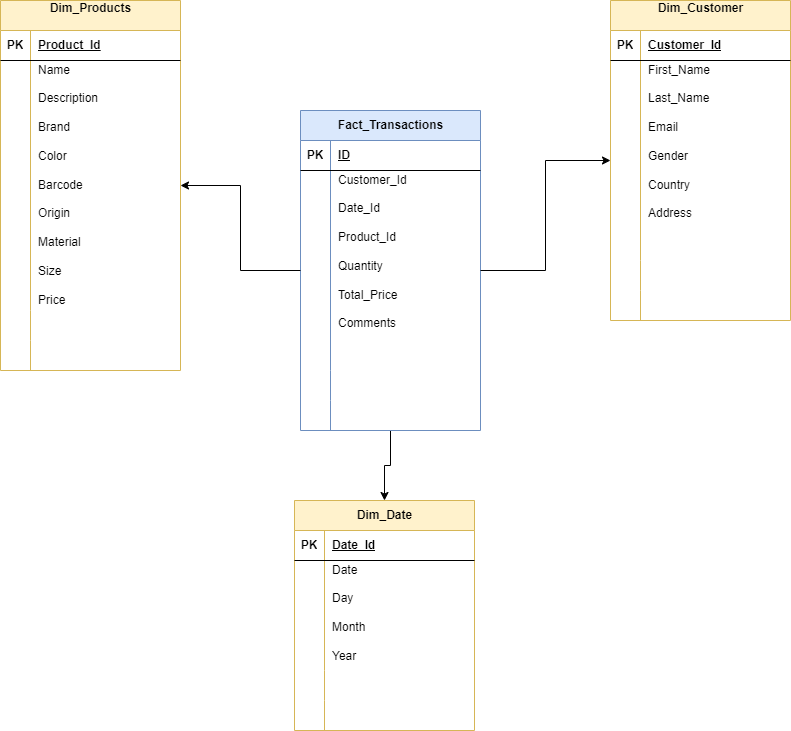 Dim_Products
PK Product_Id
Name
Description
Brand
Color
Barcode
Origin
Material
Size
Price
Dim_Customer
PK Customer_Id
First_Name
Last_Name
Email
Gender
Country
Address
Fact_Transactions
PK ID
Customer_Id
Date_Id
Product_Id
Quantity
Total_Price
Comments
Dim_Date
PK Date_Id
Date
Day
Month
Year